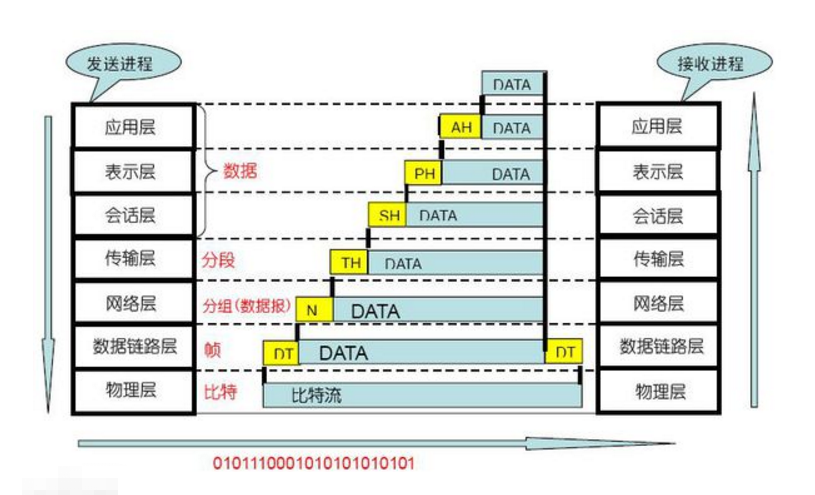 发送进程
接收进程
DATA
应用层
AH
DATA
应用层
表示层
数据
PH
DATA
表示层
会话层
SH
DATA
会话层
传输层
分段
TH
DATA
传输层
网络层
分组(数据报)
N
DATA
网络层
数据链路层
帧
DT
DATA
DT
数据链路层
物理层
比特
比特流
物理层
0101110001010101010101